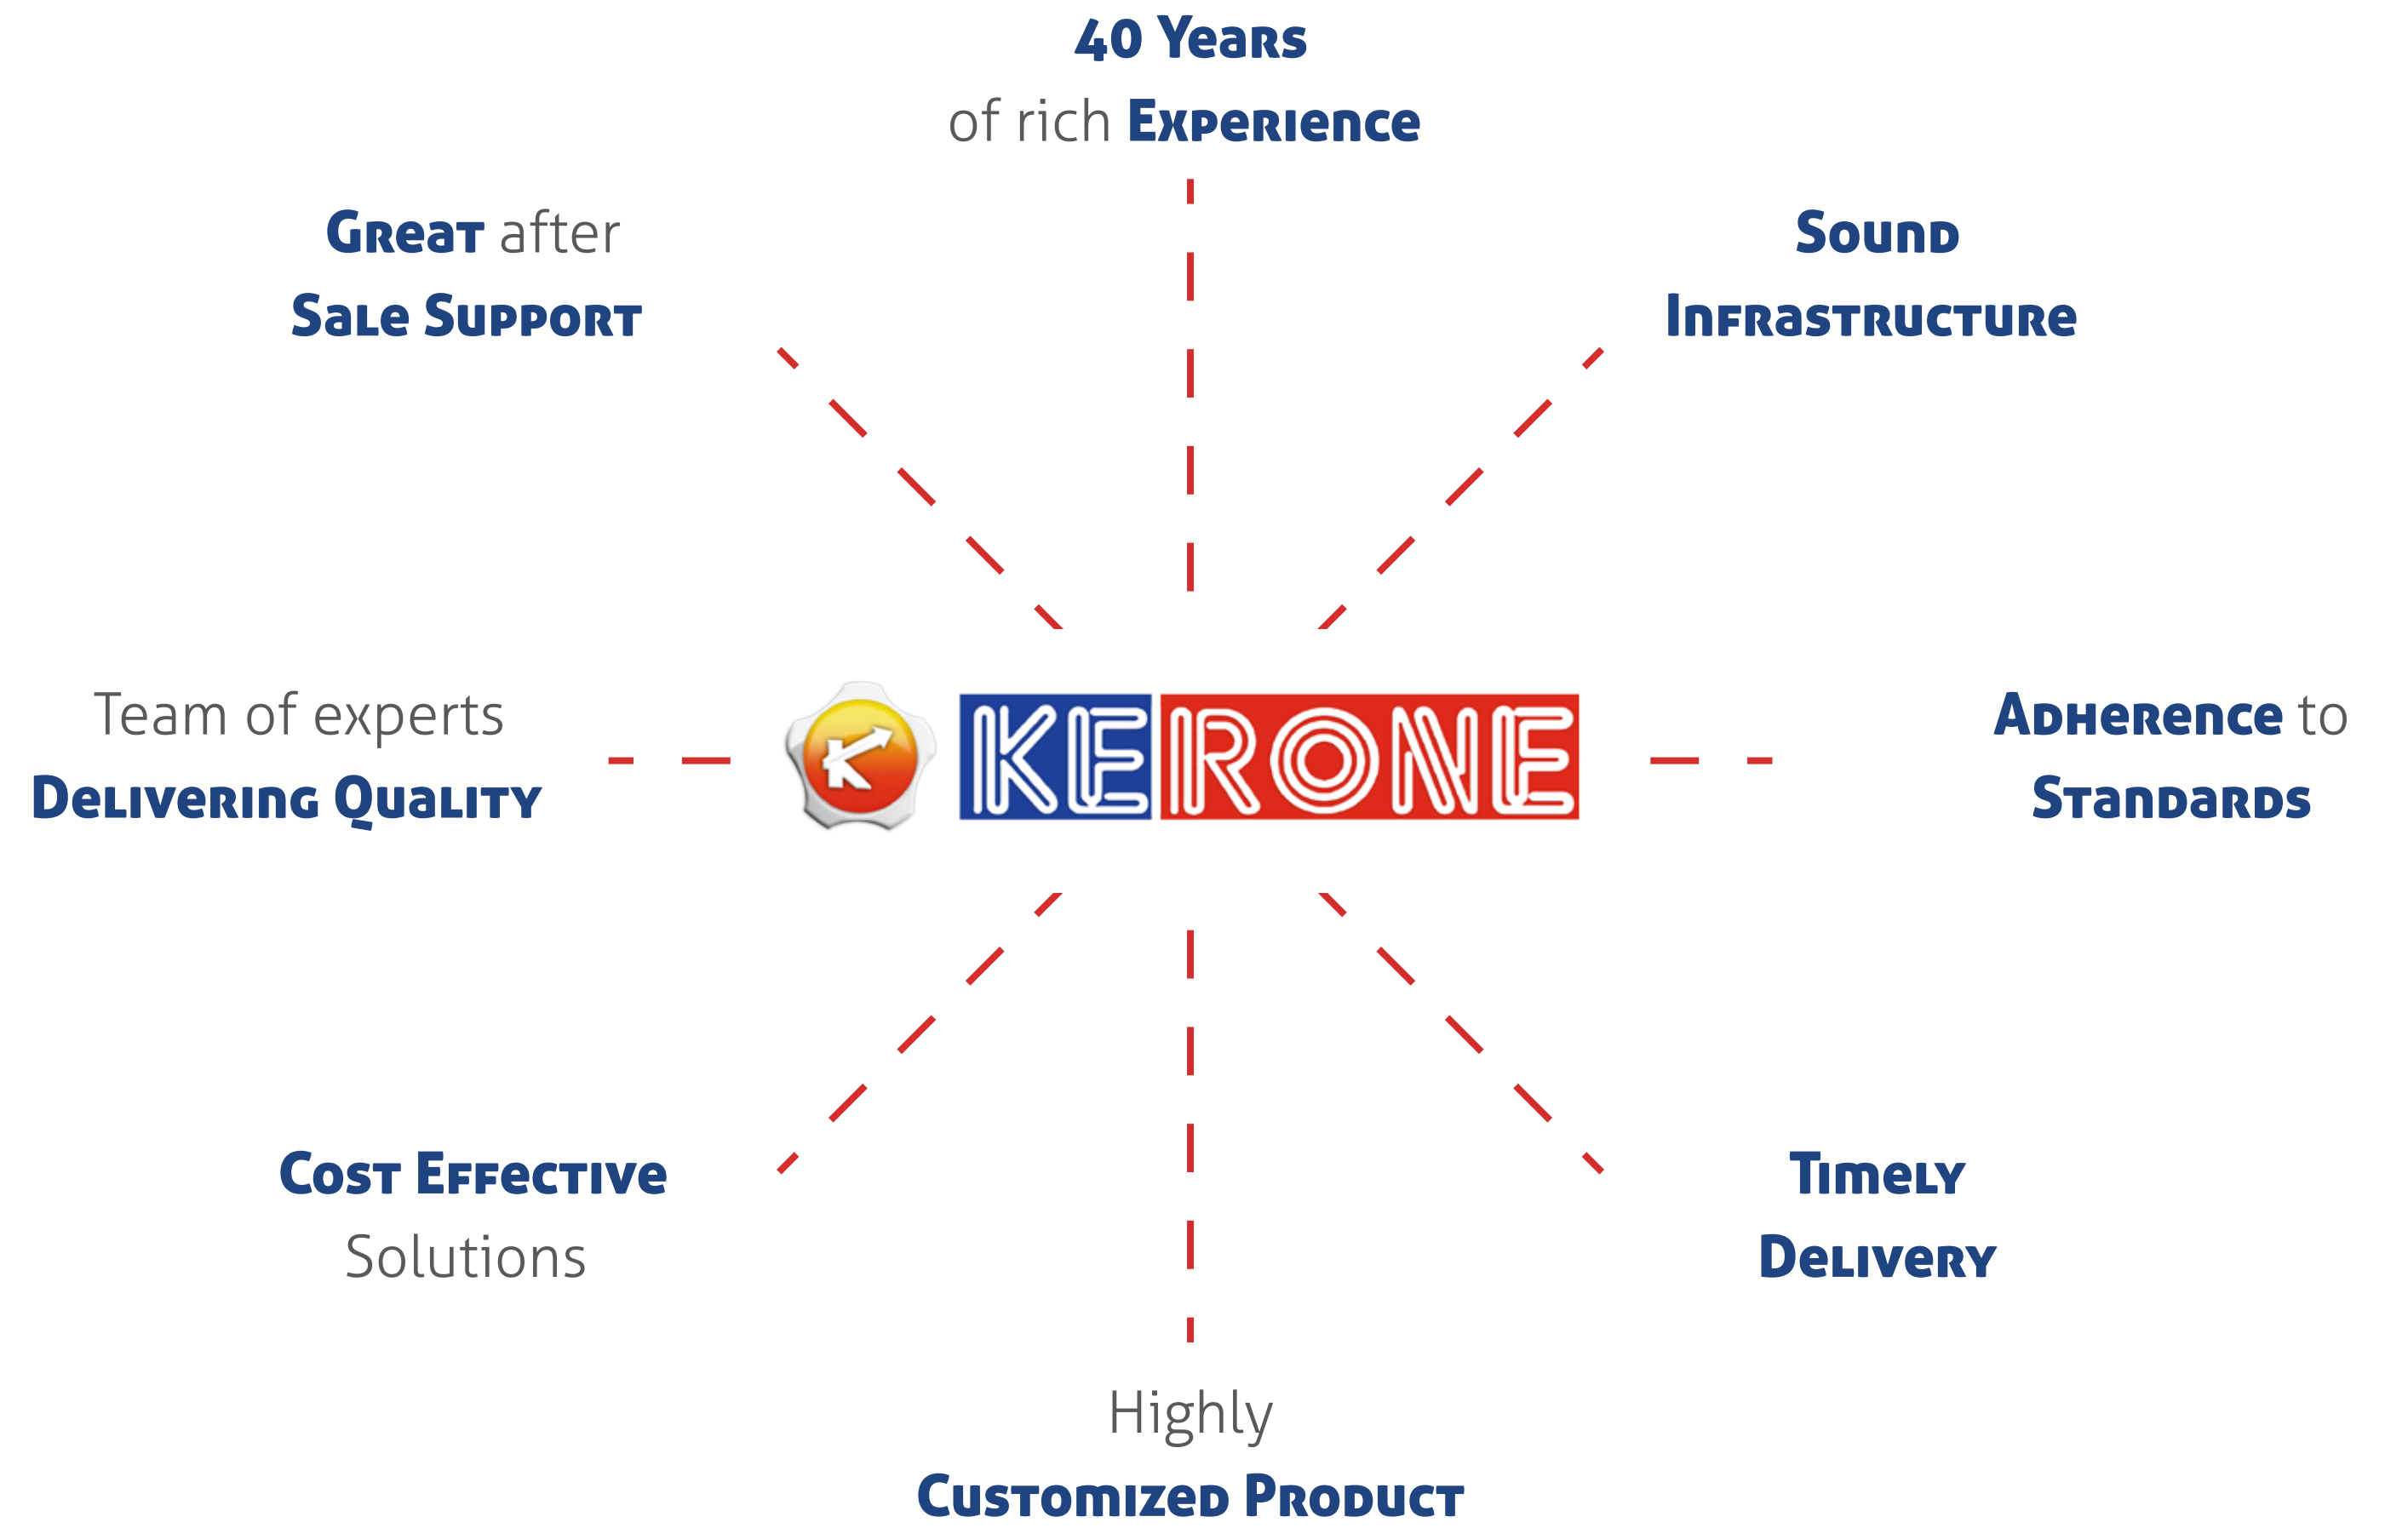 40 Years
of rich Experience
Great after
Sale Support
Sound
Infrastructure
Team of experts
Delivering Quality
K KERONE
Adherence to
Standards
Cost Effective
Solutions
Timely
Delivery
Highly
Customized Product